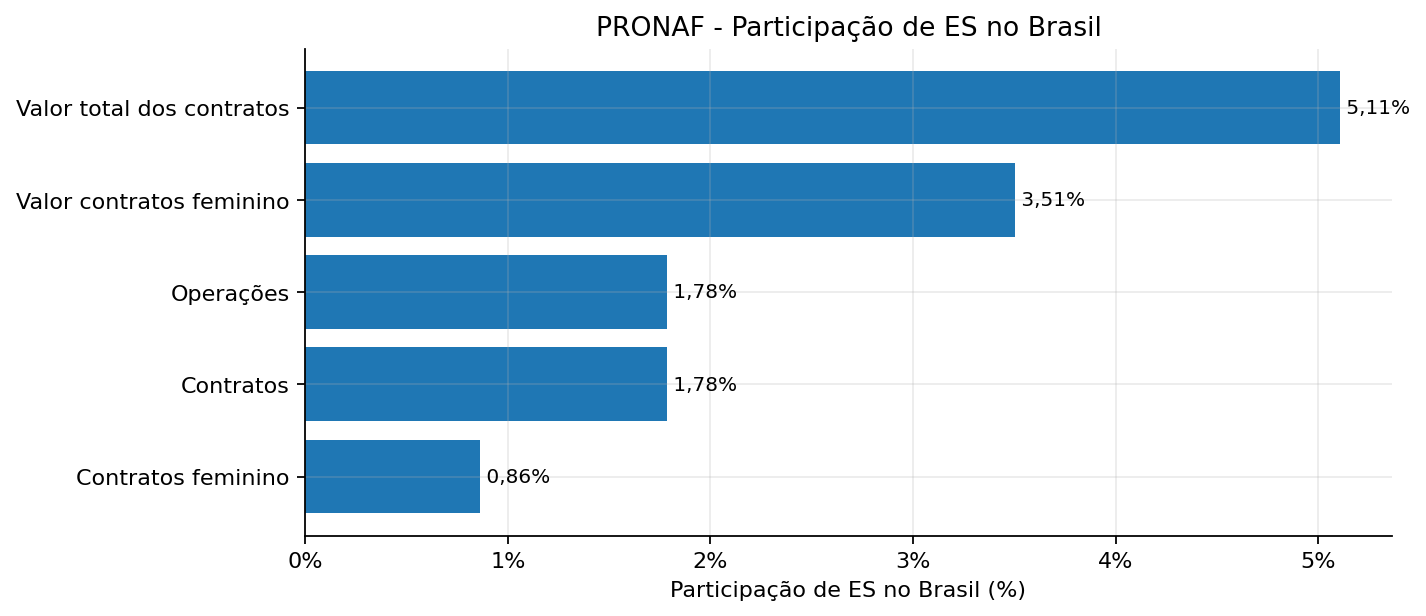 PRONAF - Participação de ES no Brasil
Valor total dos contratos
5,11%
Valor contratos feminino
3,51%
Operações
1,78%
Contratos
1,78%
Contratos feminino
0,86%
0%
1%
2%
3%
4%
5%
Participação de ES no Brasil (%)